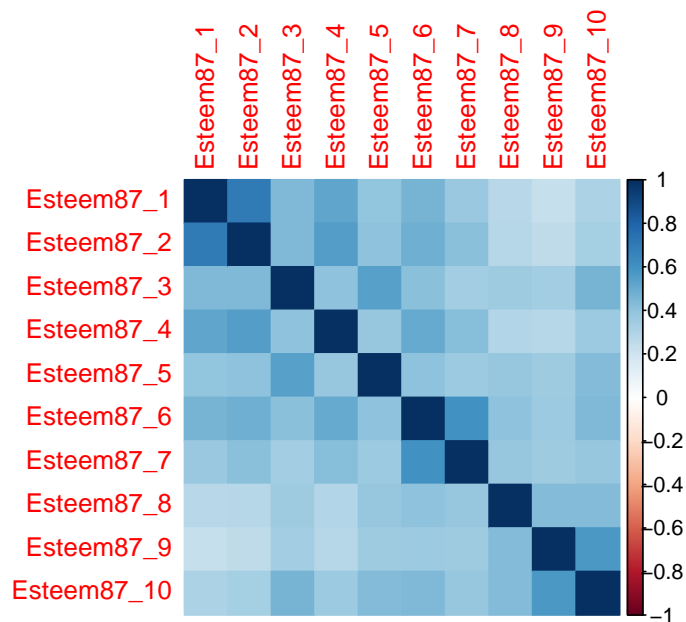 Esteem87_1
Esteem87_2
Esteem87_3
Esteem87_4
Esteem87_5
Esteem87_6
Esteem87_7
Esteem87_8
Esteem87_9
Esteem87_10
Esteem87_1
Esteem87_2
Esteem87_3
Esteem87_4
Esteem87_5
Esteem87_6
Esteem87_7
Esteem87_8
Esteem87_9
Esteem87_10
1
0.8
0.6
0.4
0.2
0
−0.2
−0.4
−0.6
−0.8
−1